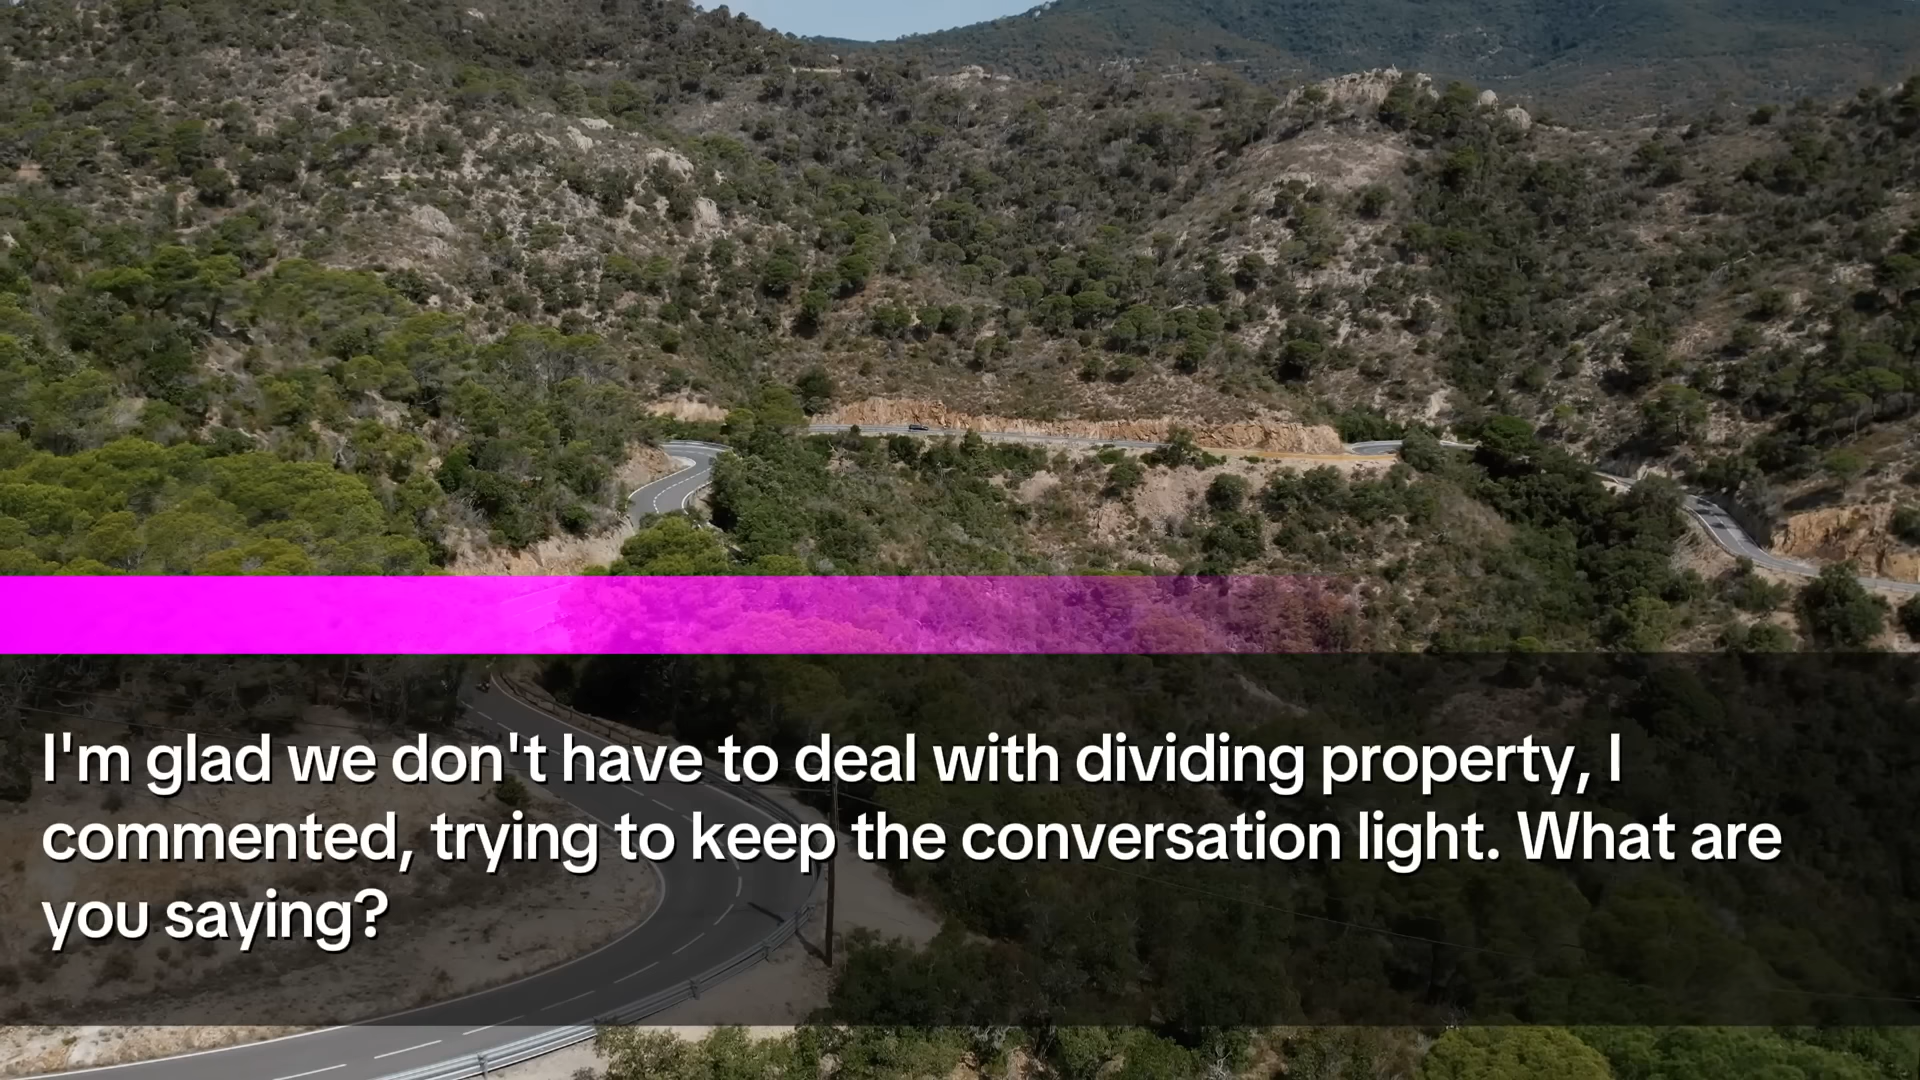 I'm glad we don't have to deal with dividing property, I
commented, trying to keep the conversation light. What are
you saying?